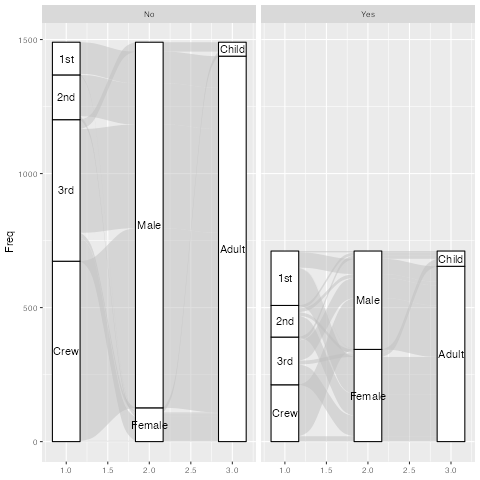 No
Yes
Freq
1500
1000
500
0
1st
2nd
3rd
Crew
Male
Female
Child
Adult
1st
2nd
3rd
Crew
Male
Female
Child
Adult
1.0 1.5 2.0 2.5 3.0
1.0 1.5 2.0 2.5 3.0